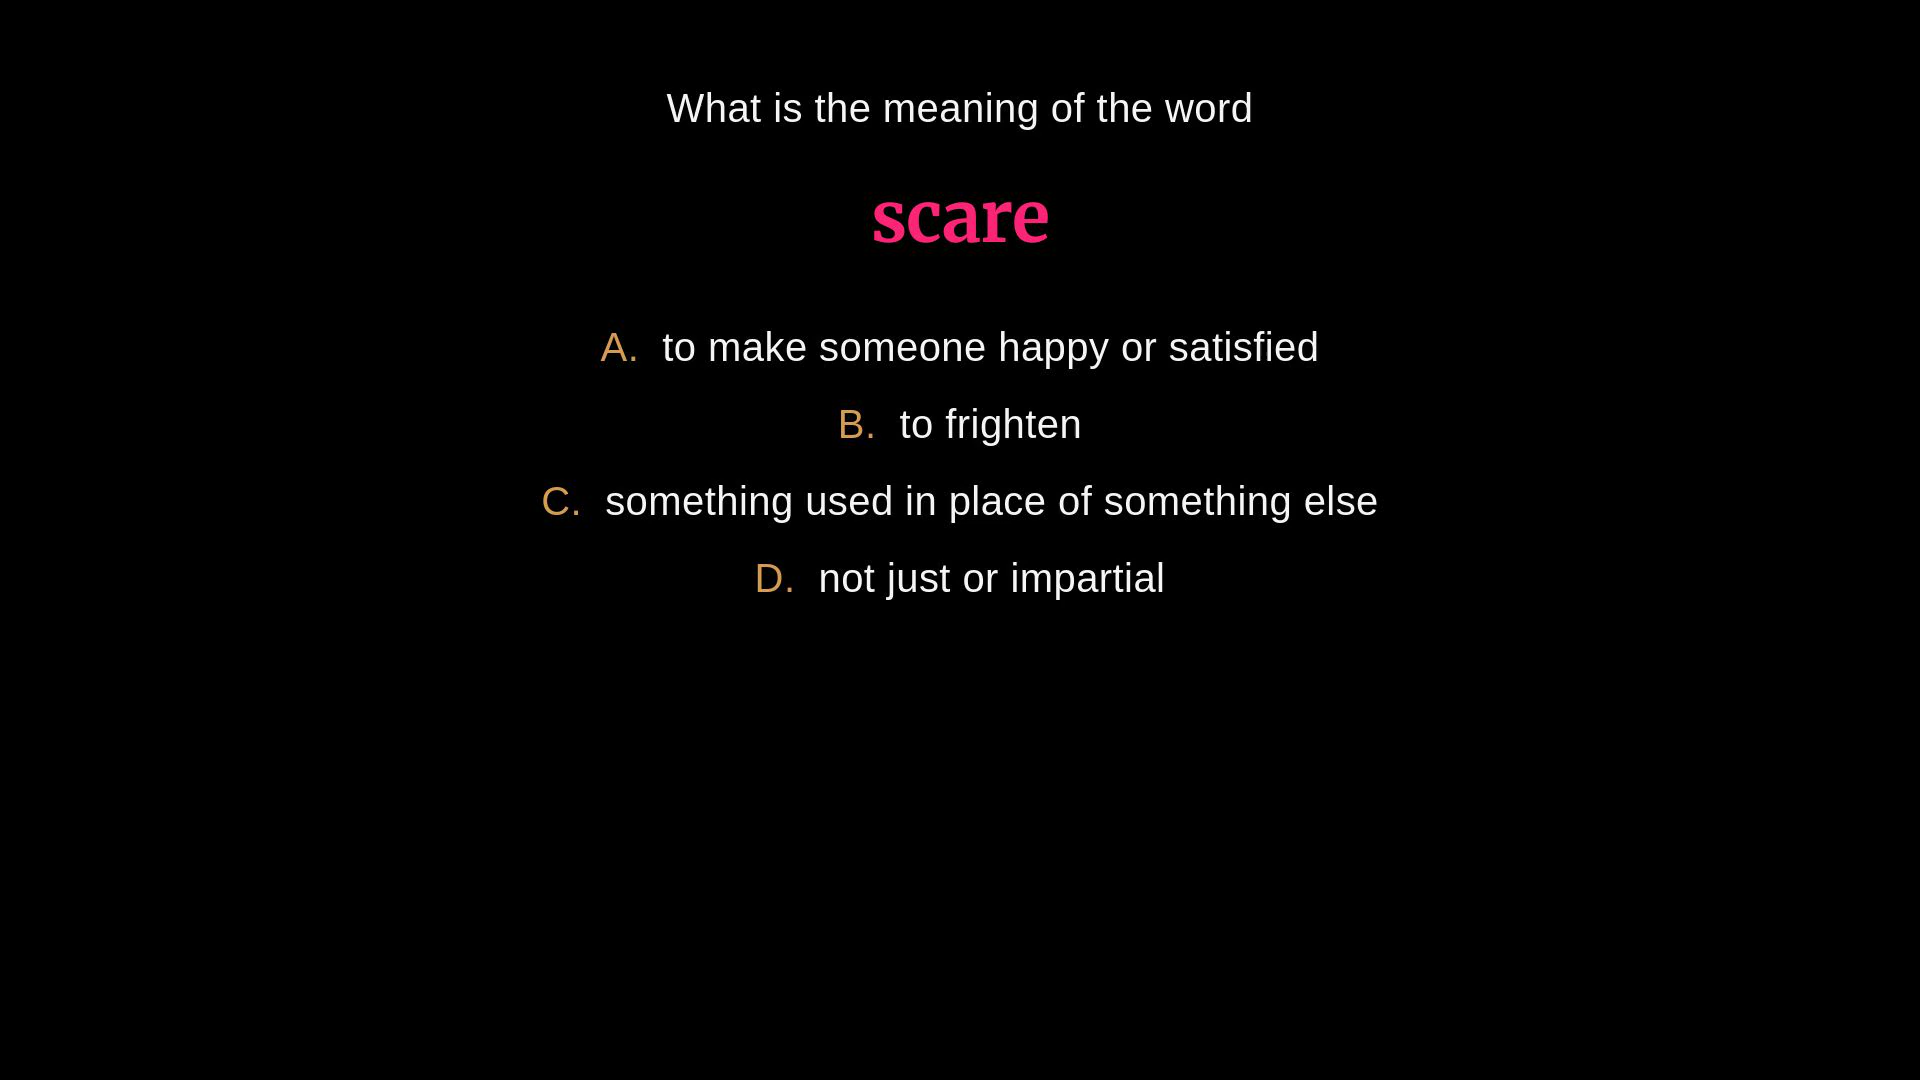 What is the meaning of the word
scare
A. to make someone happy or satisfied
B. to frighten
C. something used in place of something else
D. not just or impartial